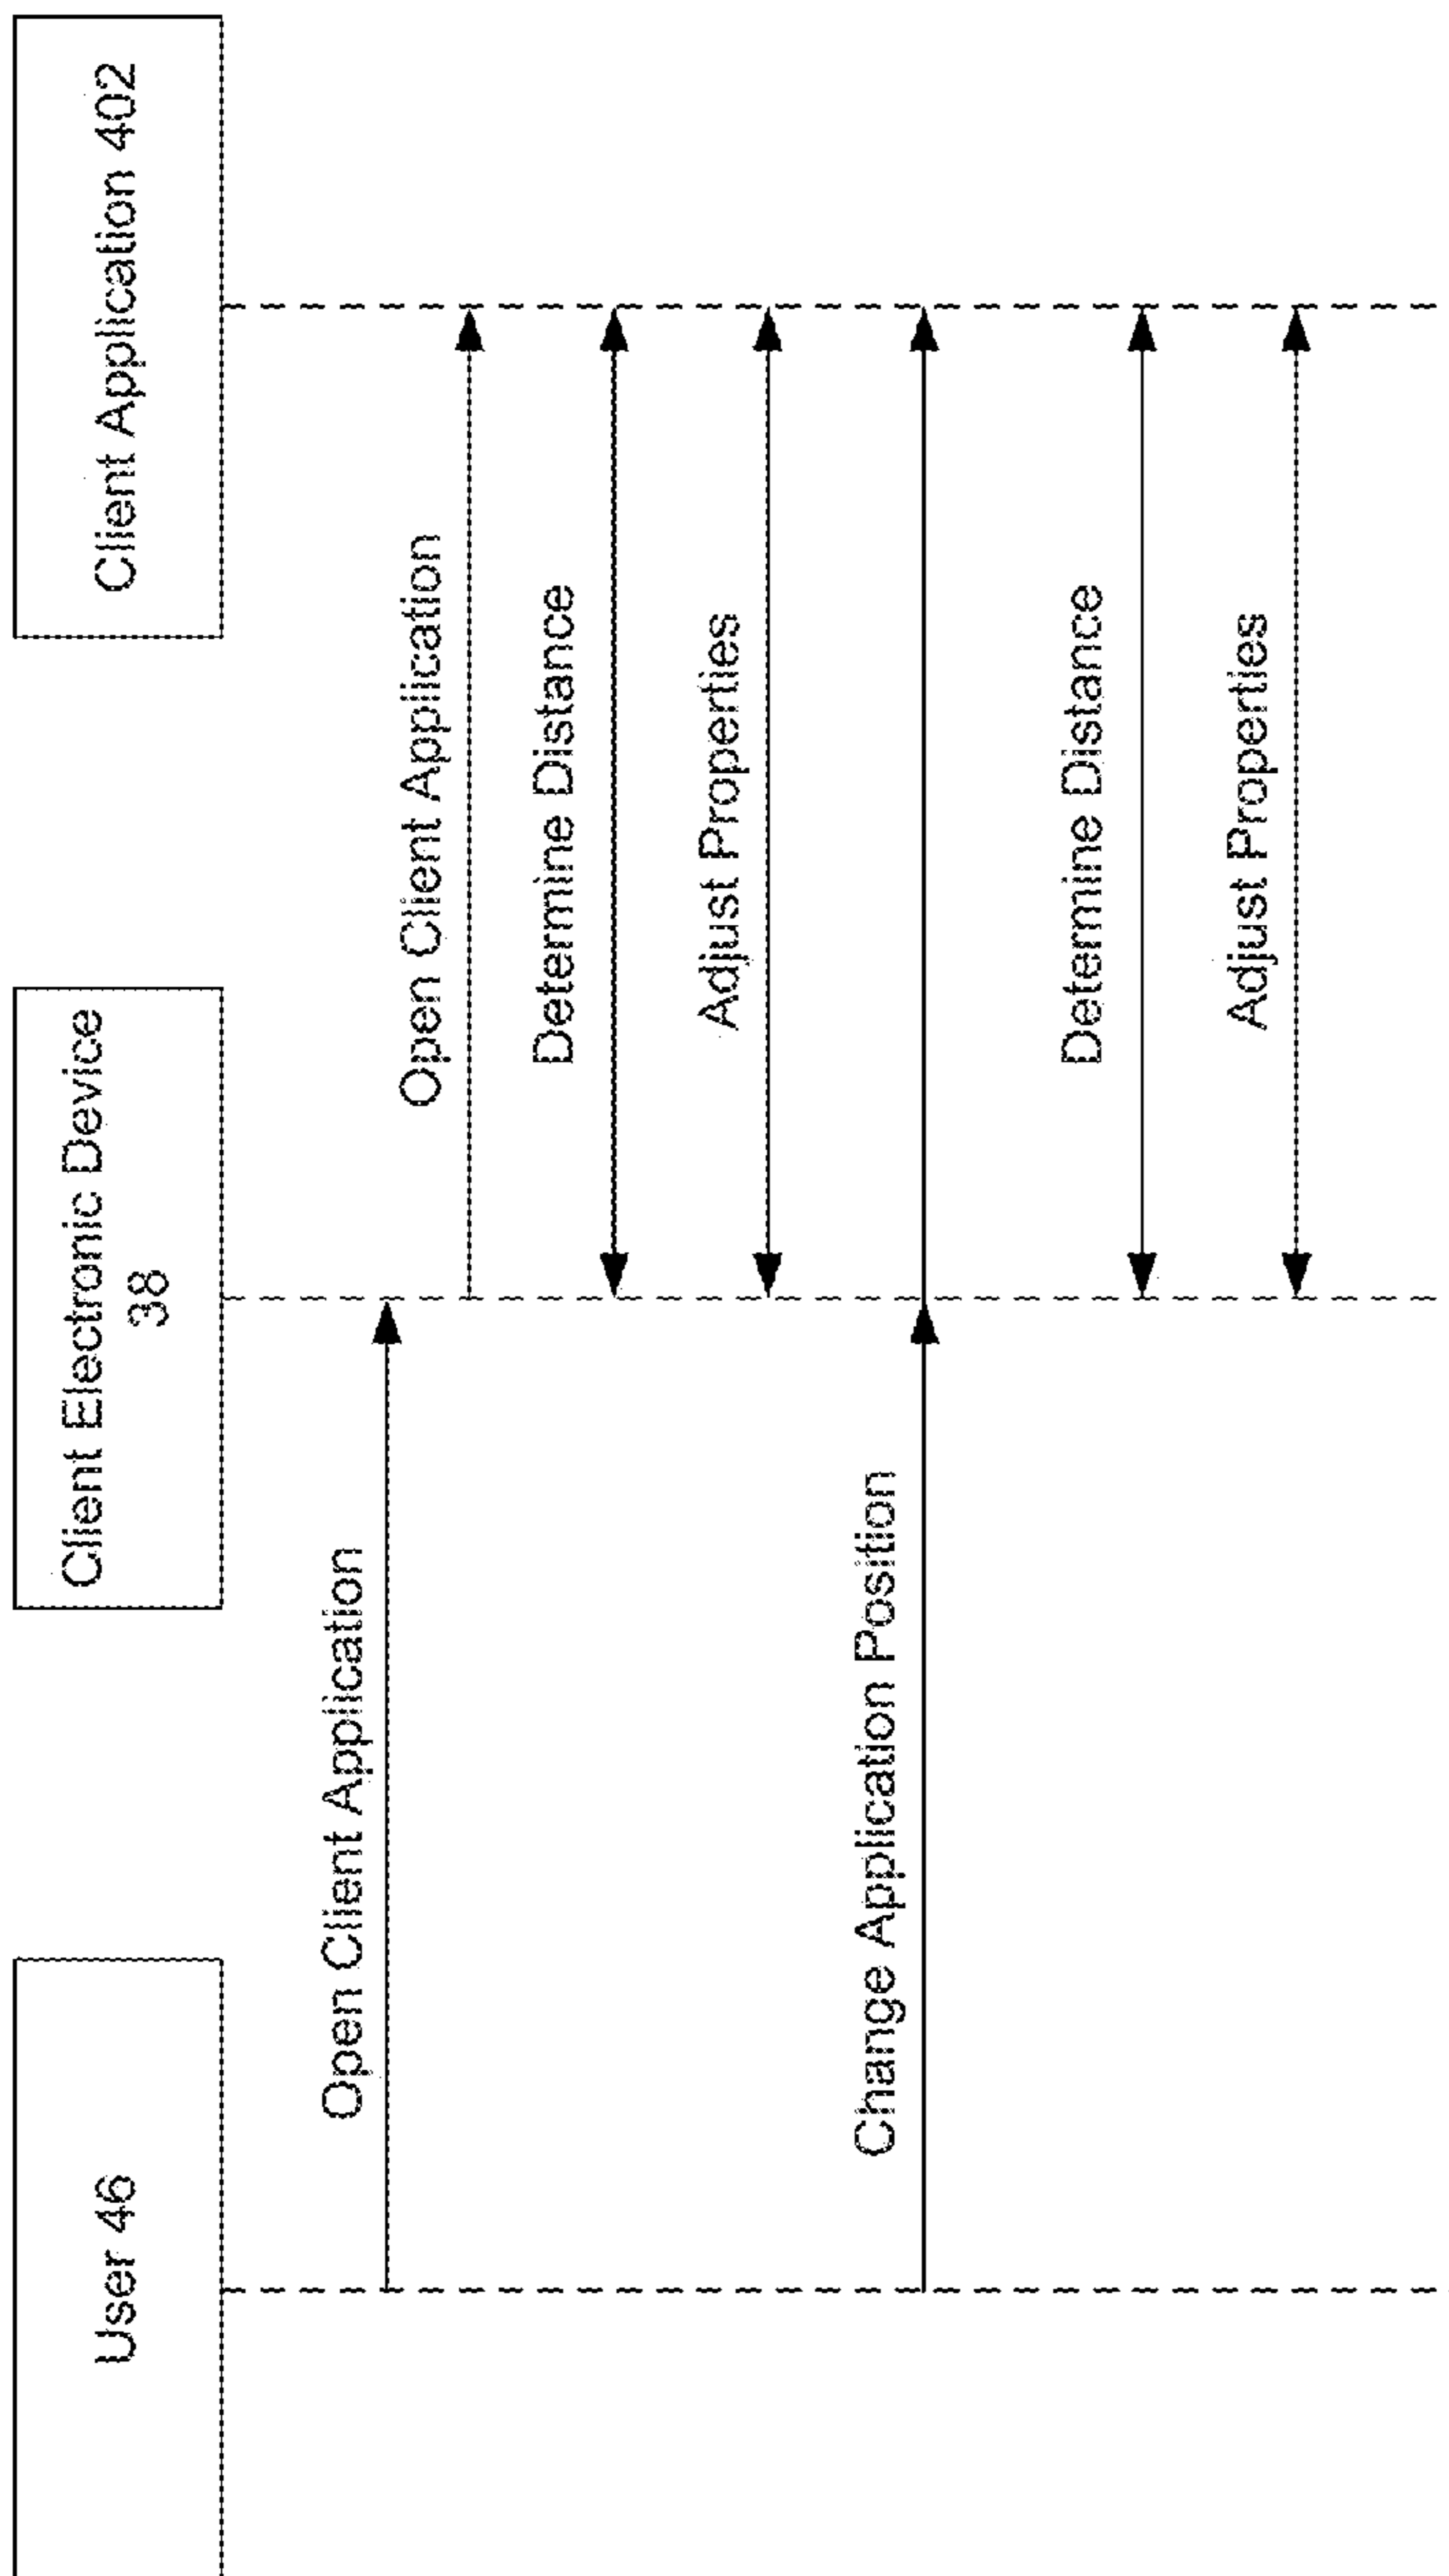 User 46
Client Electronic Device
38
Client Application 402
Open Client Application
Open Client Application
Determine Distance
Adjust Properties
Change Application Position
Determine Distance
Adjust Properties